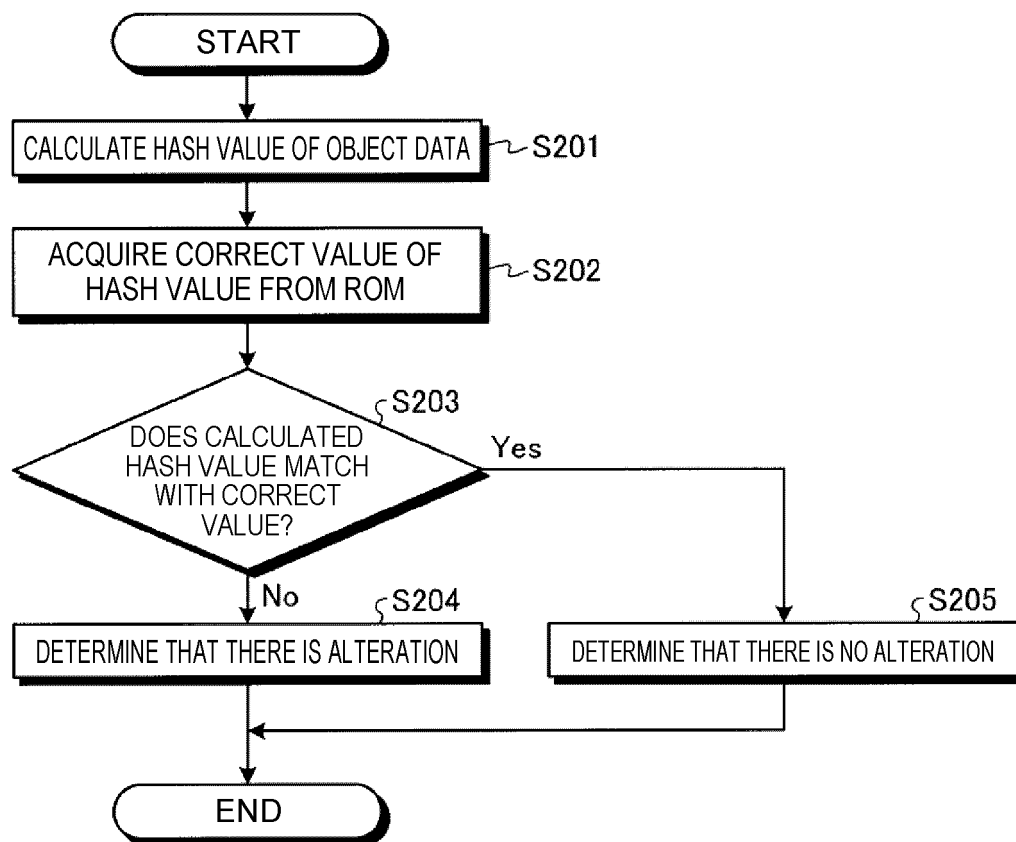 START
CALCULATE HASH VALUE OF OBJECT DATA
S201
ACQUIRE CORRECT VALUE OF
HASH VALUE FROM ROM
S202
S203
DOES CALCULATED
HASH VALUE MATCH
WITH CORRECT
VALUE?
Yes
No
S204
DETERMINE THAT THERE IS ALTERATION
S205
DETERMINE THAT THERE IS NO ALTERATION
END